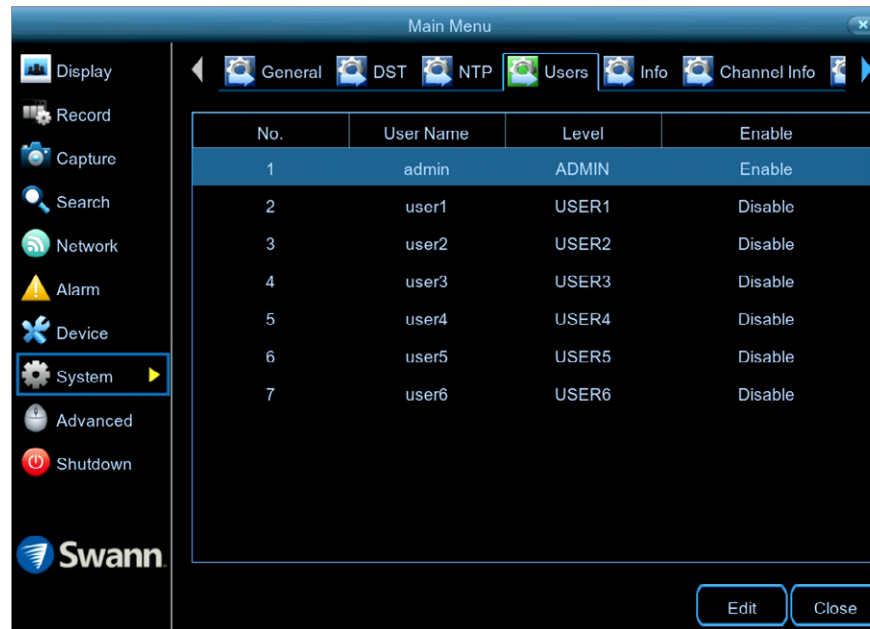 Main Menu
Display
Record
Capture
Search
Network
Alarm
Device
System
Advanced
Shutdown
Swann
General DST NTP Users Info Channel Info
No. User Name Level Enable
1 admin ADMIN Enable
2 user1 USER1 Disable
3 user2 USER2 Disable
4 user3 USER3 Disable
5 user4 USER4 Disable
6 user5 USER5 Disable
7 user6 USER6 Disable
Edit Close